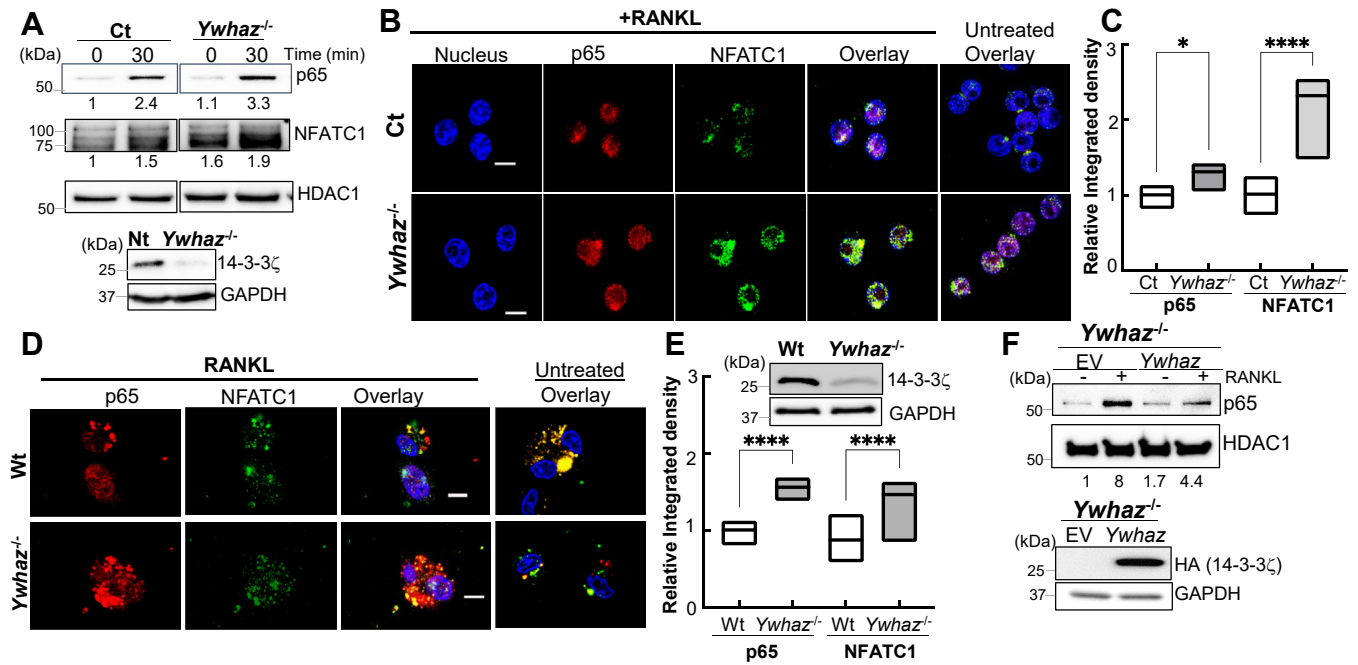 A
Ct Ywhaz-/-
(kDa) 0 30 0 30 Time (min)
50 p65
1 2.4 1.1 3.3
100
75 NFATC1
1 1.5 1.6 1.9
50 HDAC1
(kDa) Nt Ywhaz-/-
25 14-3-3ζ
37 GAPDH
B
+RANKL
Nucleus p65 NFATC1 Overlay Untreated
Overlay
Ct
Ywhaz-/-
C
* ****
Relative Integrated density
3
2
1
0
Ct Ywhaz-/- Ct Ywhaz-/-
p65 NFATC1
D
RANKL
p65 NFATC1 Overlay Untreated
Overlay
Wt
Ywhaz-/-
E
(kDa) Wt Ywhaz-/-
25 14-3-3ζ
37 GAPDH
**** ****
Relative Integrated density
3
2
1
0
Wt Ywhaz-/- Wt Ywhaz-/-
p65 NFATC1
F
Ywhaz-/-
EV Ywhaz
(kDa) - + - + RANKL
50 p65
50 HDAC1
1 8 1.7 4.4
Ywhaz-/-
(kDa) EV Ywhaz
25 HA (14-3-3ζ)
37 GAPDH